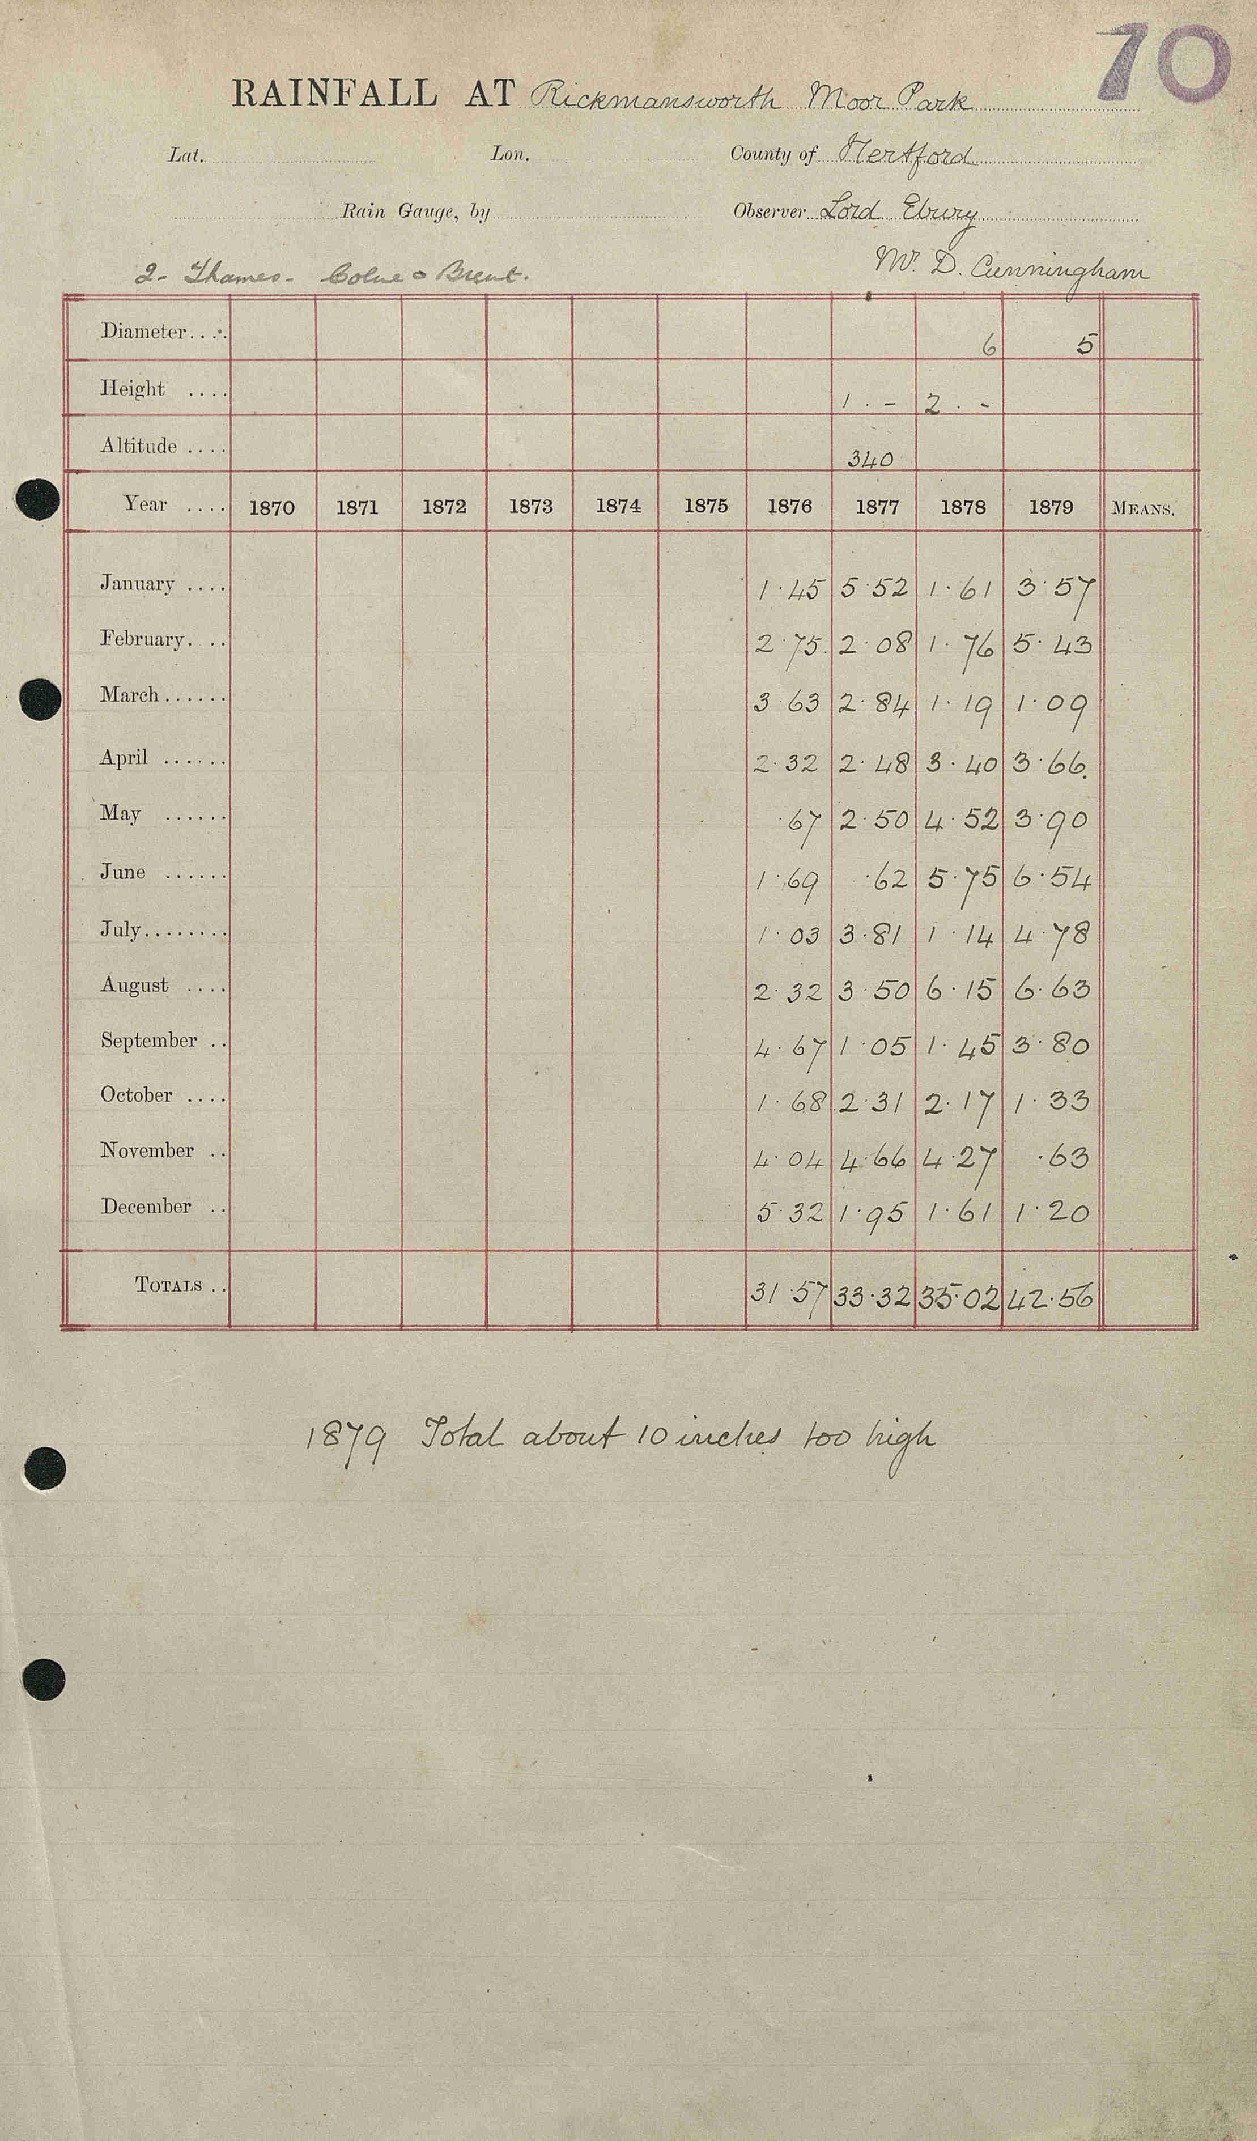 70
RAINFALL AT Rickmansworth Moor Park
Lat. Lon. County of Hertford
Rain Gauge, by Observer Lord Ebury
Mr. D. Cunningham
2- Thames - Colne & Brent.
Diameter.... 6 5
Height .... 1 . - 2 . -
Altitude .... 340
Year .... 1870 1871 1872 1873 1874 1875 1876 1877 1878 1879 MEANS.
January .... 1.45 5.52 1.61 3.57
February.... 2.75 2.08 1.76 5.43
March...... 3.63 2.84 1.19 1.09
April ...... 2.32 2.48 3.40 3.66
May ...... .67 2.50 4.52 3.90
June ...... 1.69 .62 5.75 6.54
July........ 1.03 3.81 1.14 4.78
August .... 2.32 3.50 6.15 6.63
September .. 4.67 1.05 1.45 3.80
October .... 1.68 2.31 2.17 1.33
November .. 4.04 4.66 4.27 .63
December .. 5.32 1.95 1.61 1.20
TOTALS .. 31.57 33.32 35.02 42.56
1879 Total about 10 inches too high